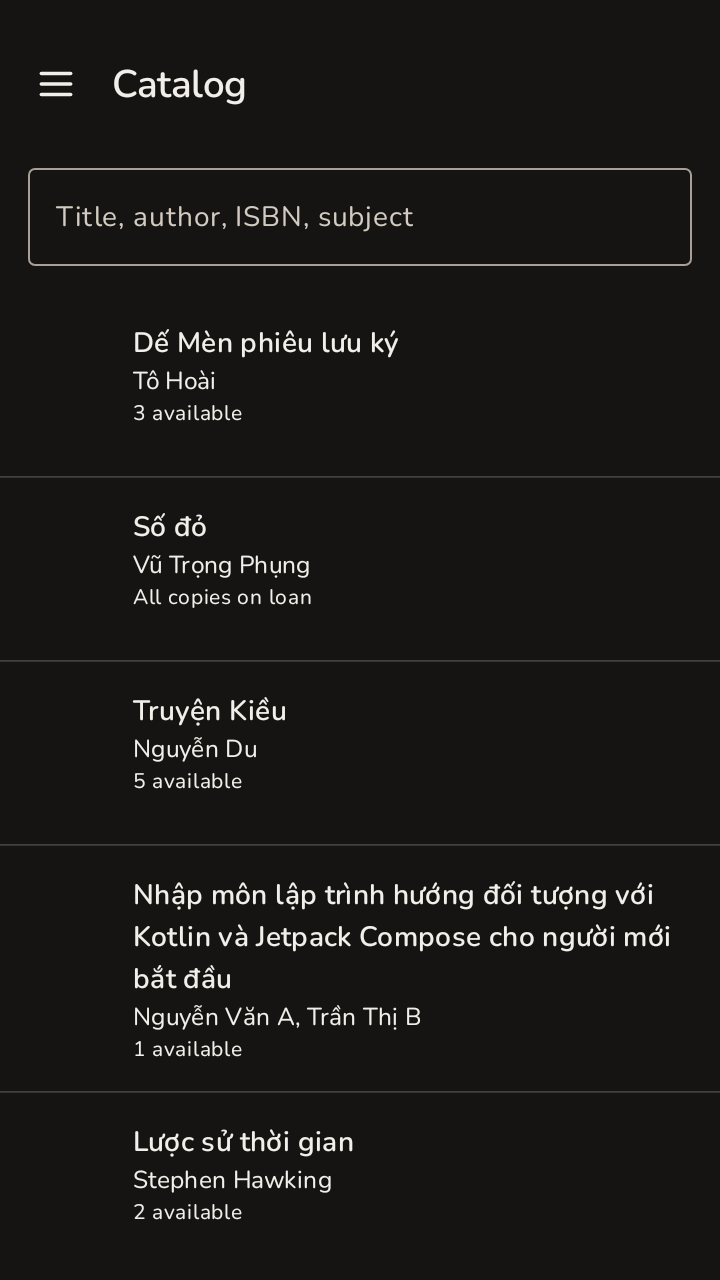 Catalog
Title, author, ISBN, subject
Dế Mèn phiêu lưu ký
Tô Hoài
3 available
Số đỏ
Vũ Trọng Phụng
All copies on loan
Truyện Kiều
Nguyễn Du
5 available
Nhập môn lập trình hướng đối tượng với
Kotlin và Jetpack Compose cho người mới
bắt đầu
Nguyễn Văn A, Trần Thị B
1 available
Lược sử thời gian
Stephen Hawking
2 available